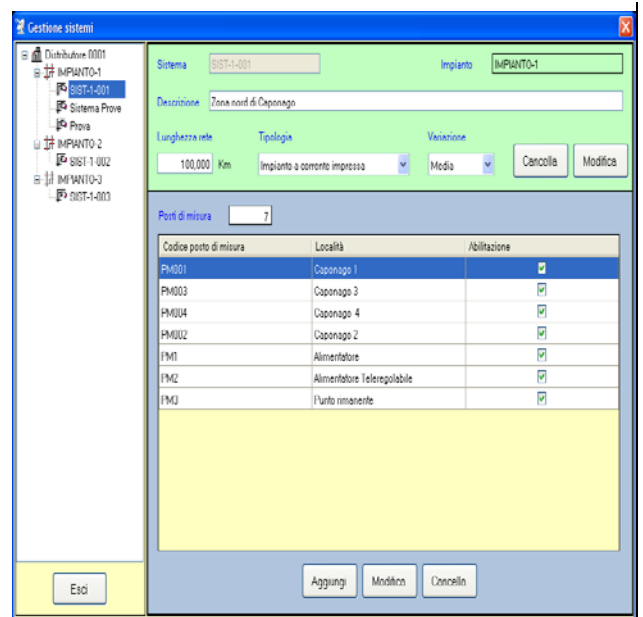 Gestione sistemi
Distributore 0001
IMPIANTO-1
SIST-1-001
Sistema Prove
Prova
IMPIANTO-2
SIST-1-002
IMPIANTO-3
SIST-1-003
Esci
Sistema SIST-1-001 Impianto IMPIANTO-1
Descrizione Zona nord di Caponago
Lunghezza rete Tipologia Variazione
100,000 Km Impianto a corrente impressa Media Cancella Modifica
Posti di misura 7
Codice posto di misura Località Abilitazione
PM001 Caponago 1
PM003 Caponago 3
PM004 Caponago 4
PM002 Caponago 2
PM1 Alimentatore
PM2 Alimentatore Teleregolabile
PM3 Punto rimanente
Aggiungi Modifica Cancella